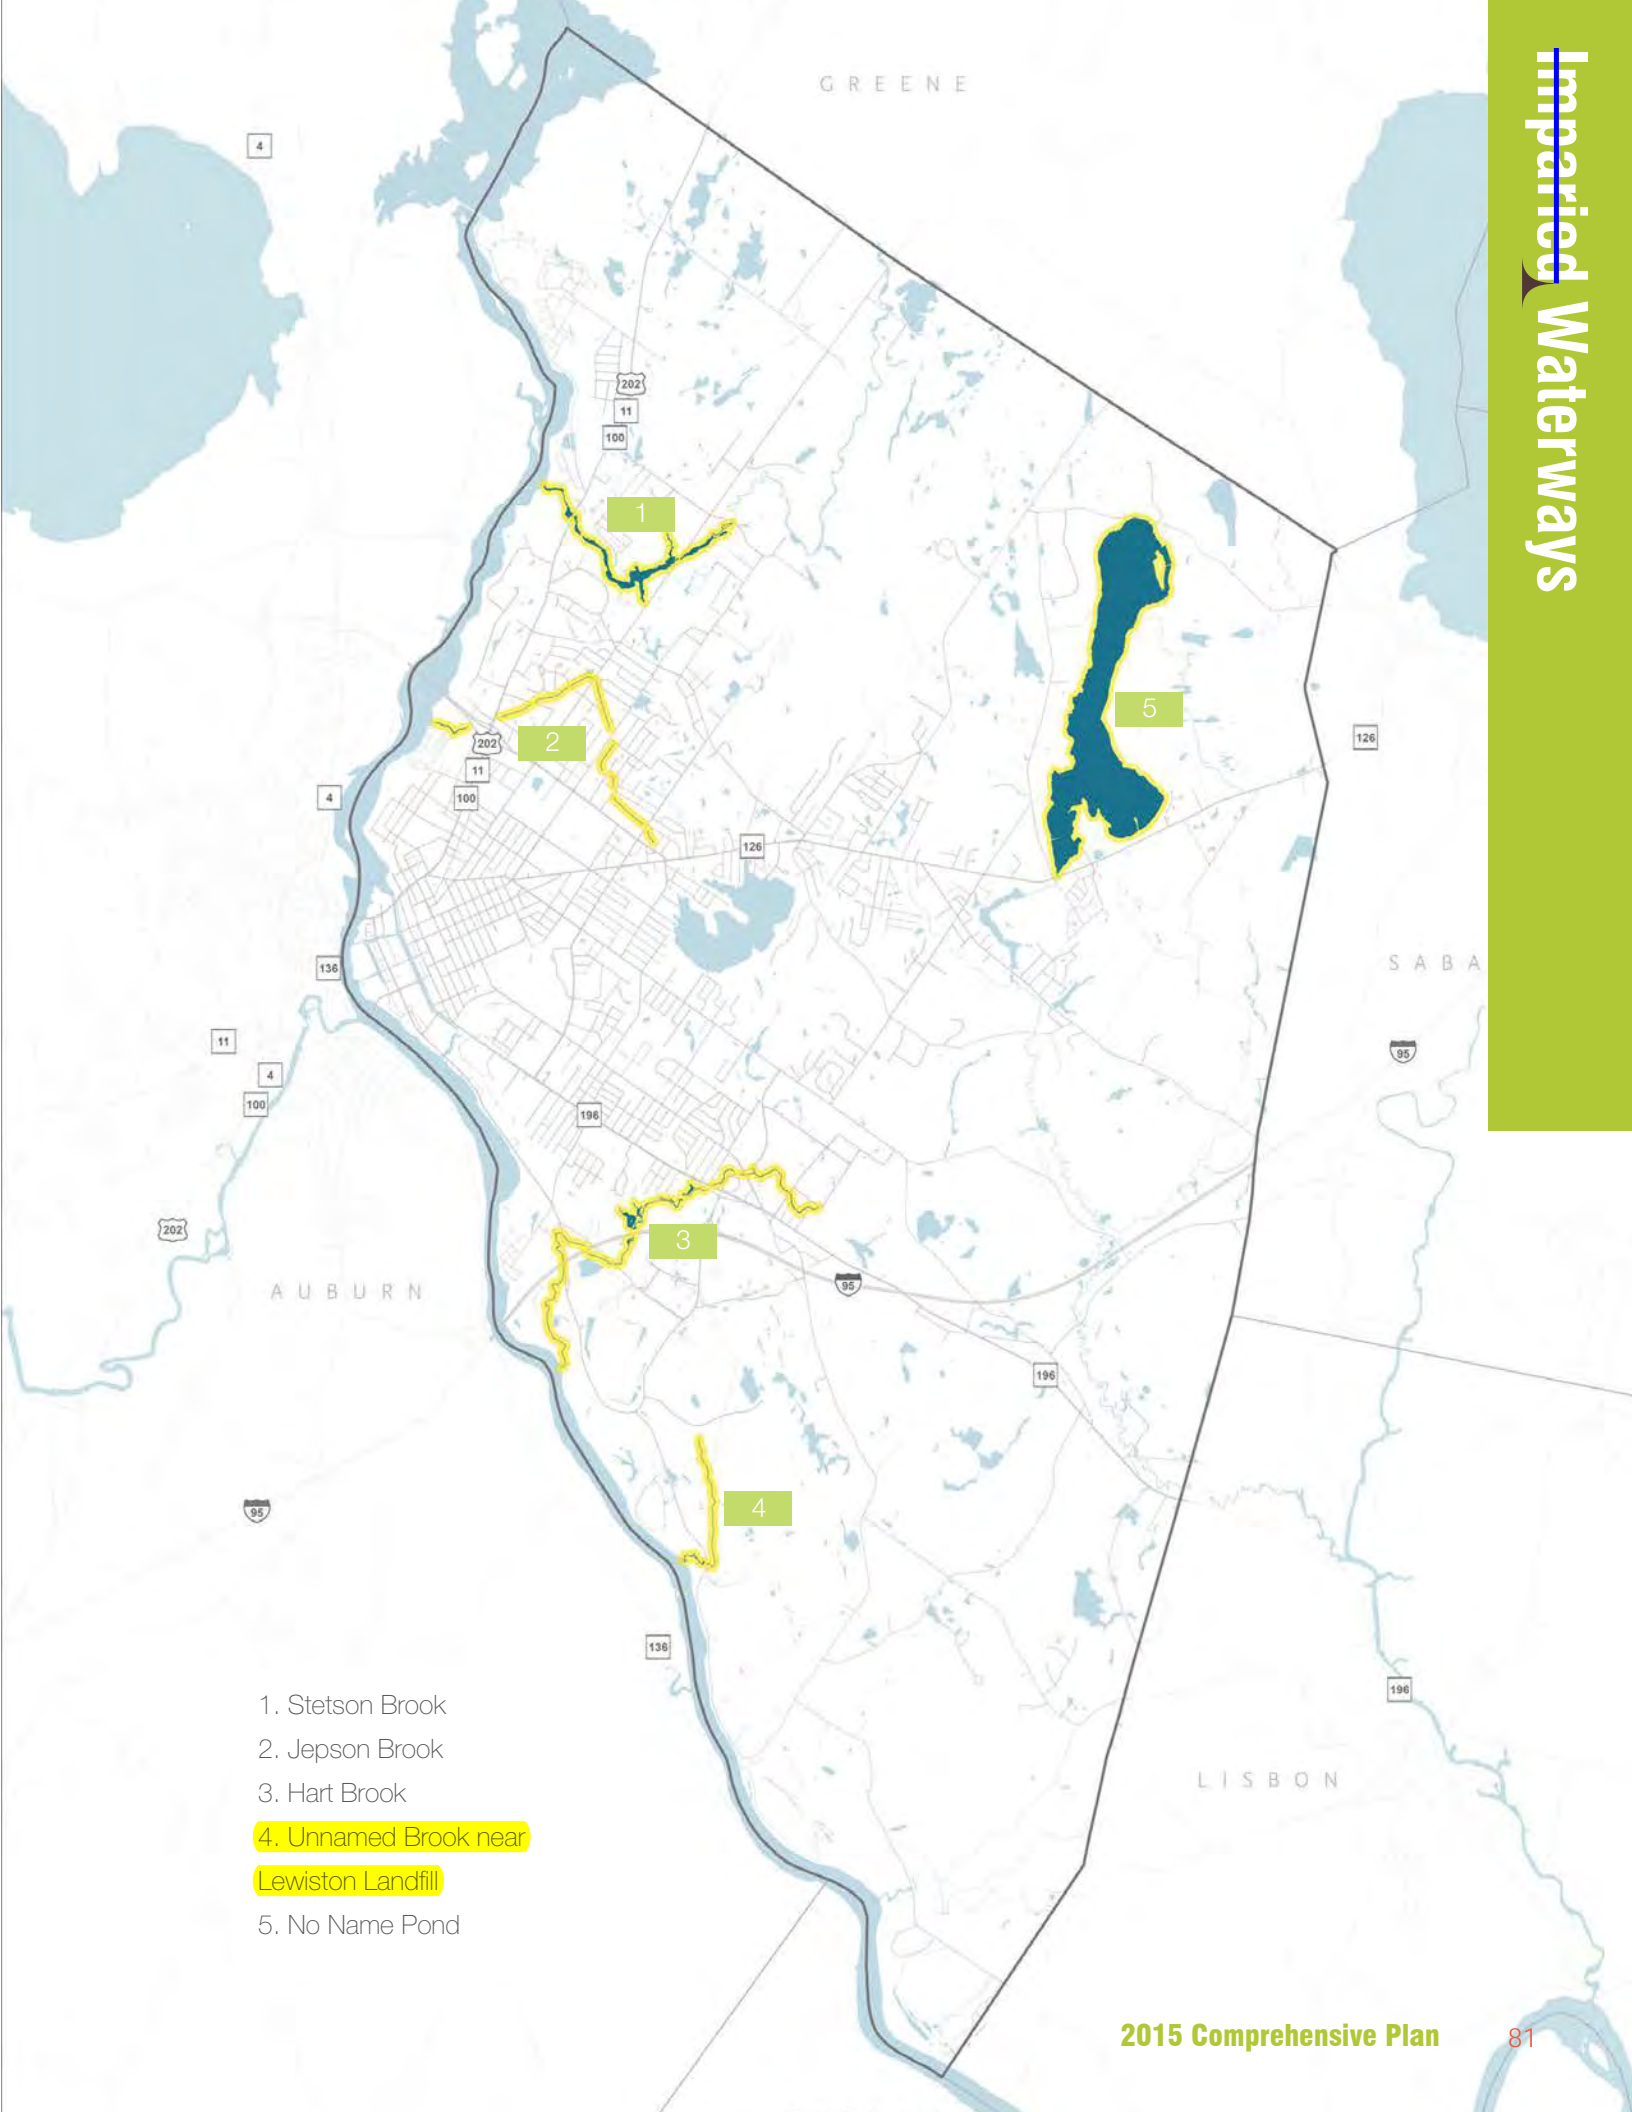 Imparied Waterways
GREENE
4
202
11
100
1
5
2
202
11
100
4
126
126
136
SABA
11
4
100
95
196
202
3
AUBURN
95
196
95
4
136
196
1. Stetson Brook
2. Jepson Brook
3. Hart Brook
4. Unnamed Brook near
Lewiston Landfill
5. No Name Pond
LISBON
2015 Comprehensive Plan 81